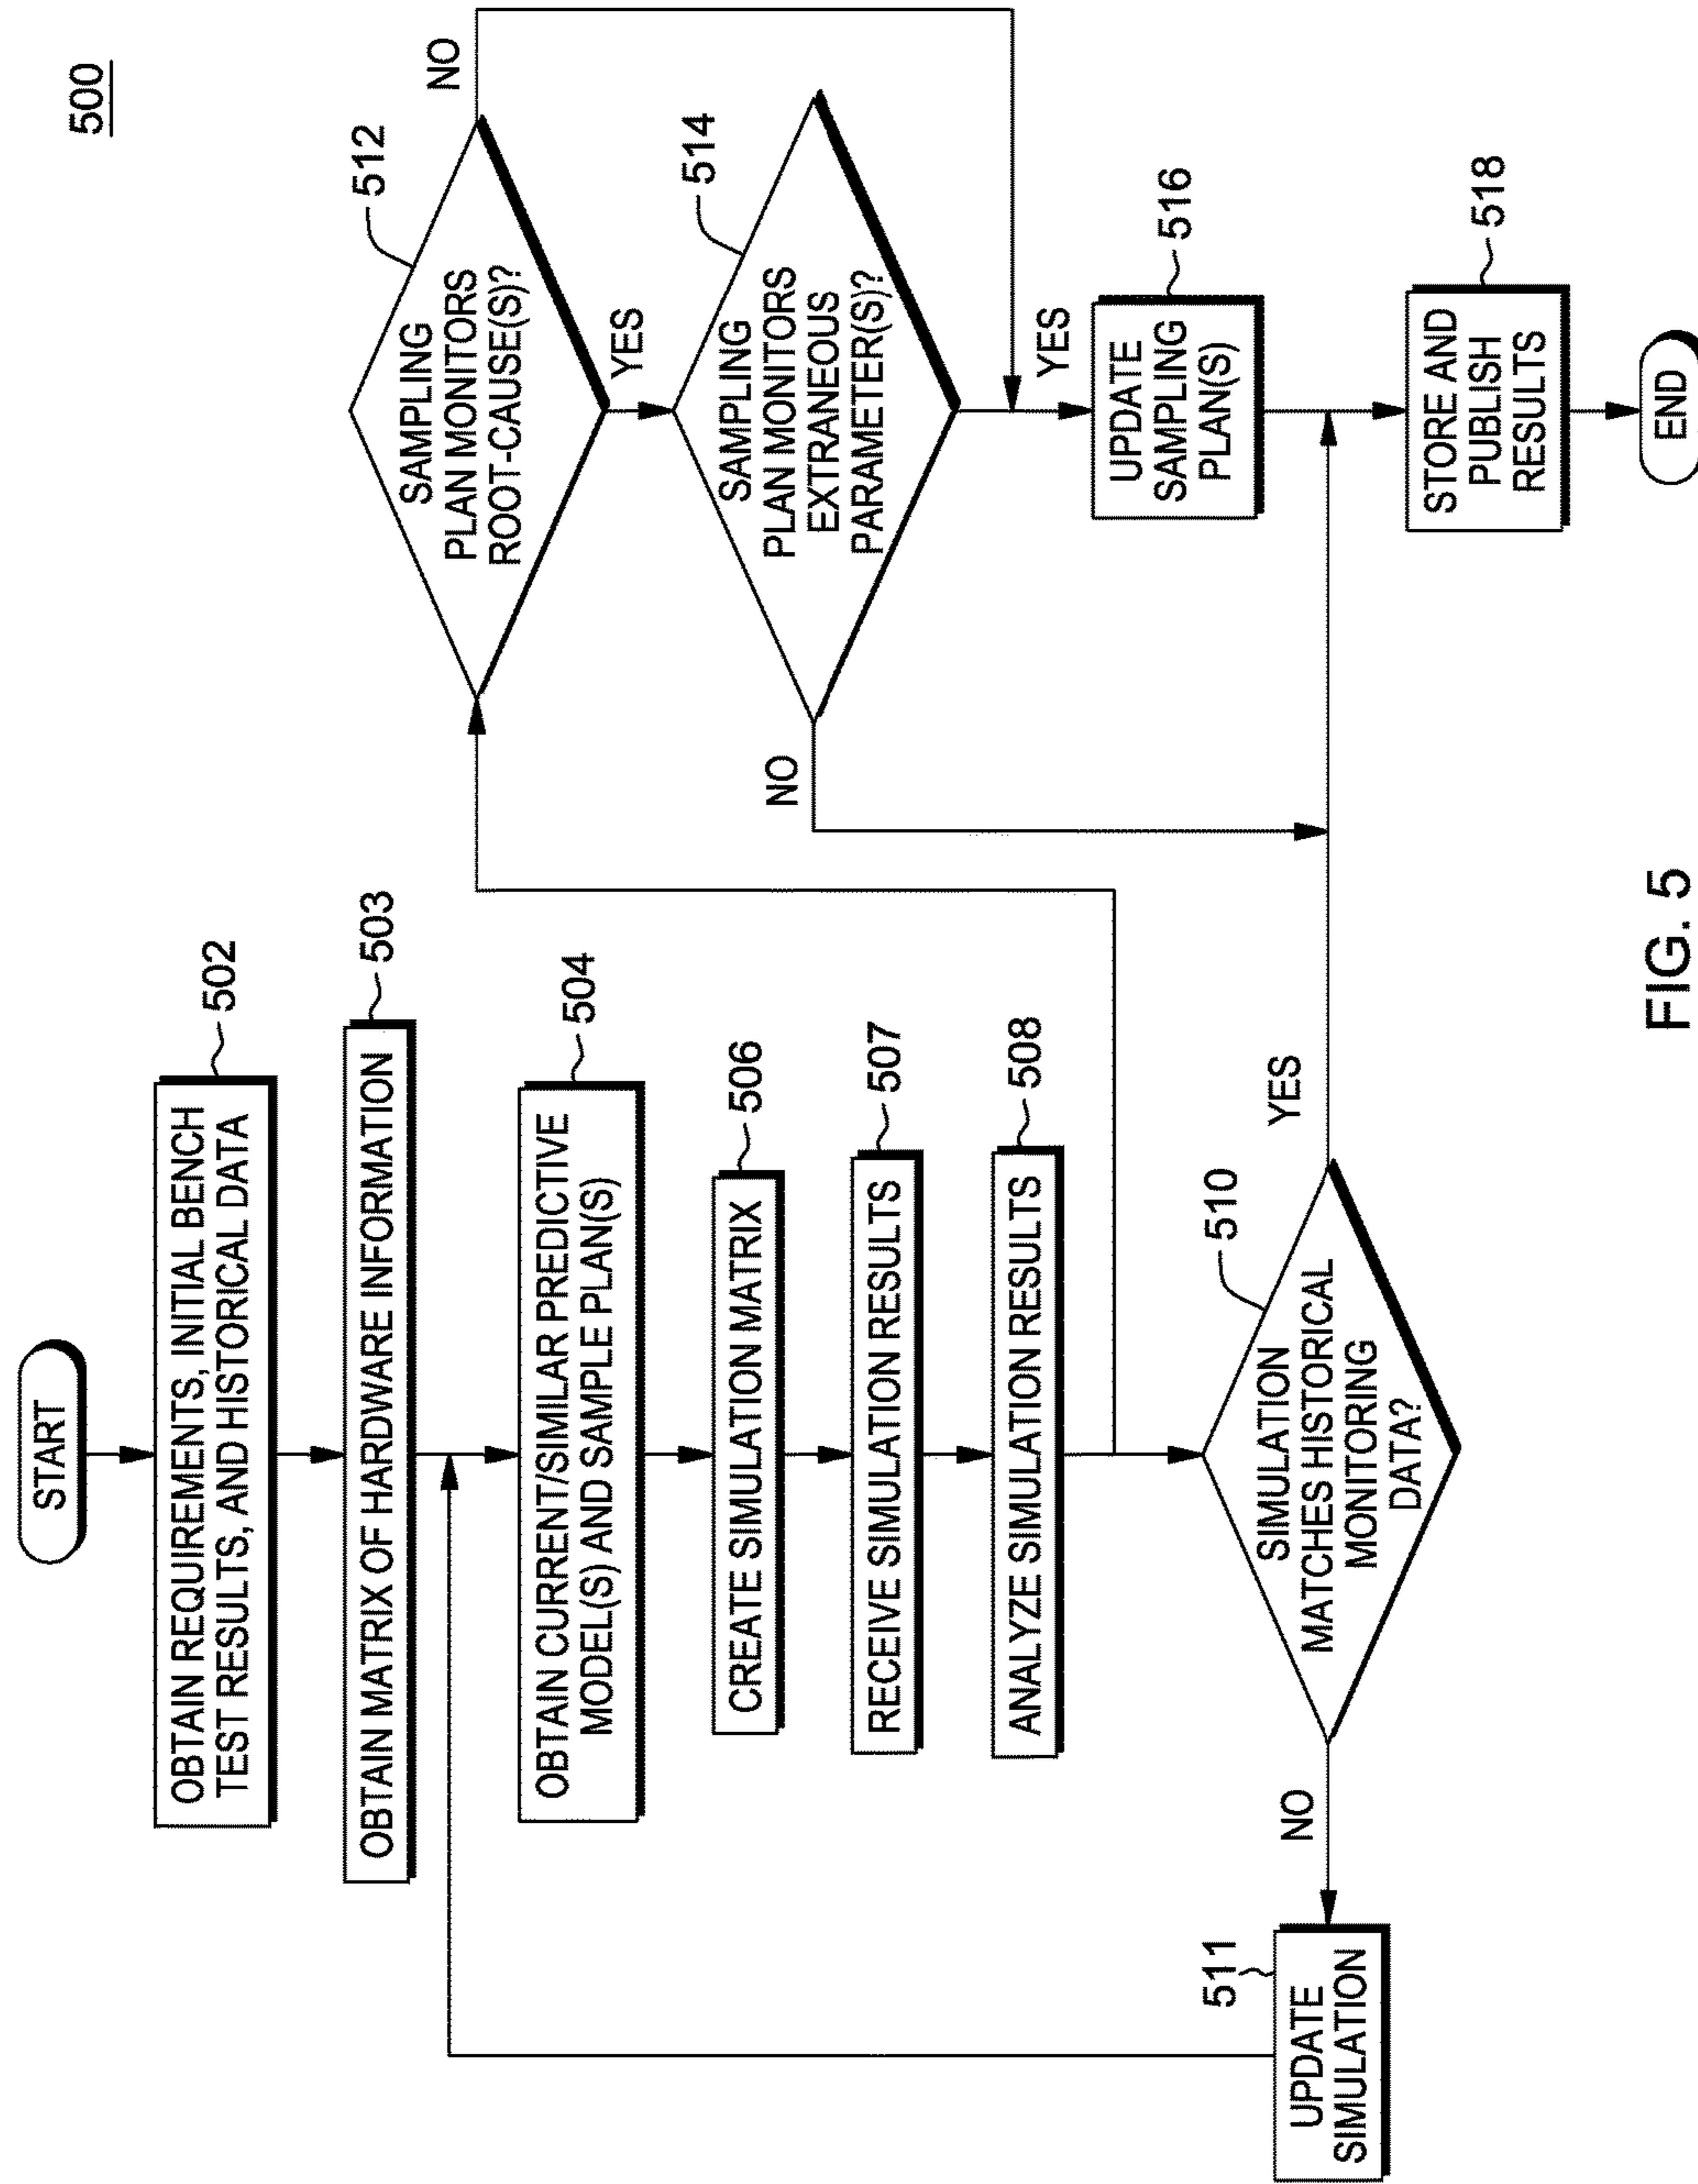 500
START
OBTAIN REQUIREMENTS, INITIAL BENCH
TEST RESULTS, AND HISTORICAL DATA
502
OBTAIN MATRIX OF HARDWARE INFORMATION
503
OBTAIN CURRENT/SIMILAR PREDICTIVE
MODEL(S) AND SAMPLE PLAN(S)
504
CREATE SIMULATION MATRIX
506
RECEIVE SIMULATION RESULTS
507
ANALYZE SIMULATION RESULTS
508
SIMULATION
MATCHES HISTORICAL
MONITORING
DATA?
510
NO
YES
UPDATE
SIMULATION
511
SAMPLING
PLAN MONITORS
ROOT-CAUSE(S)?
512
NO
YES
SAMPLING
PLAN MONITORS
EXTRANEOUS
PARAMETER(S)?
514
NO
YES
UPDATE
SAMPLING
PLAN(S)
516
STORE AND
PUBLISH
RESULTS
518
END
FIG. 5